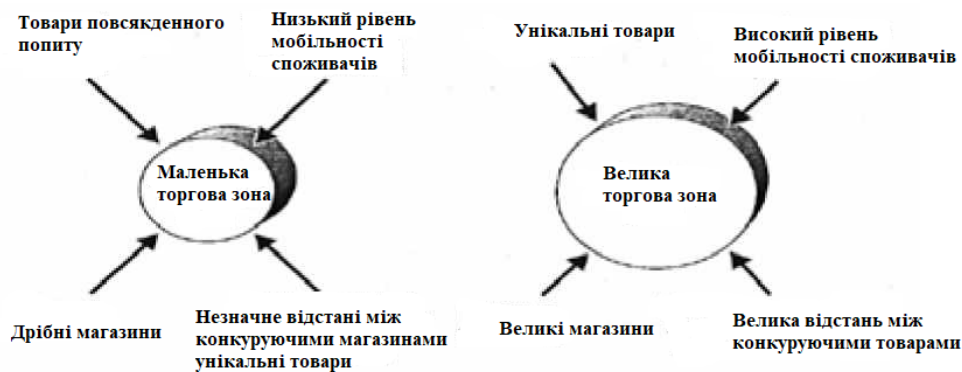 Товари повсякденного
попиту
Низький рівень
мобільності
споживачів
Маленька
торгова зона
Дрібні магазини
Незначне відстані між
конкуруючими магазинами
унікальні товари
Унікальні товари
Високий рівень
мобільності споживачів
Велика
торгова зона
Великі магазини
Велика відстань між
конкуруючими товарами